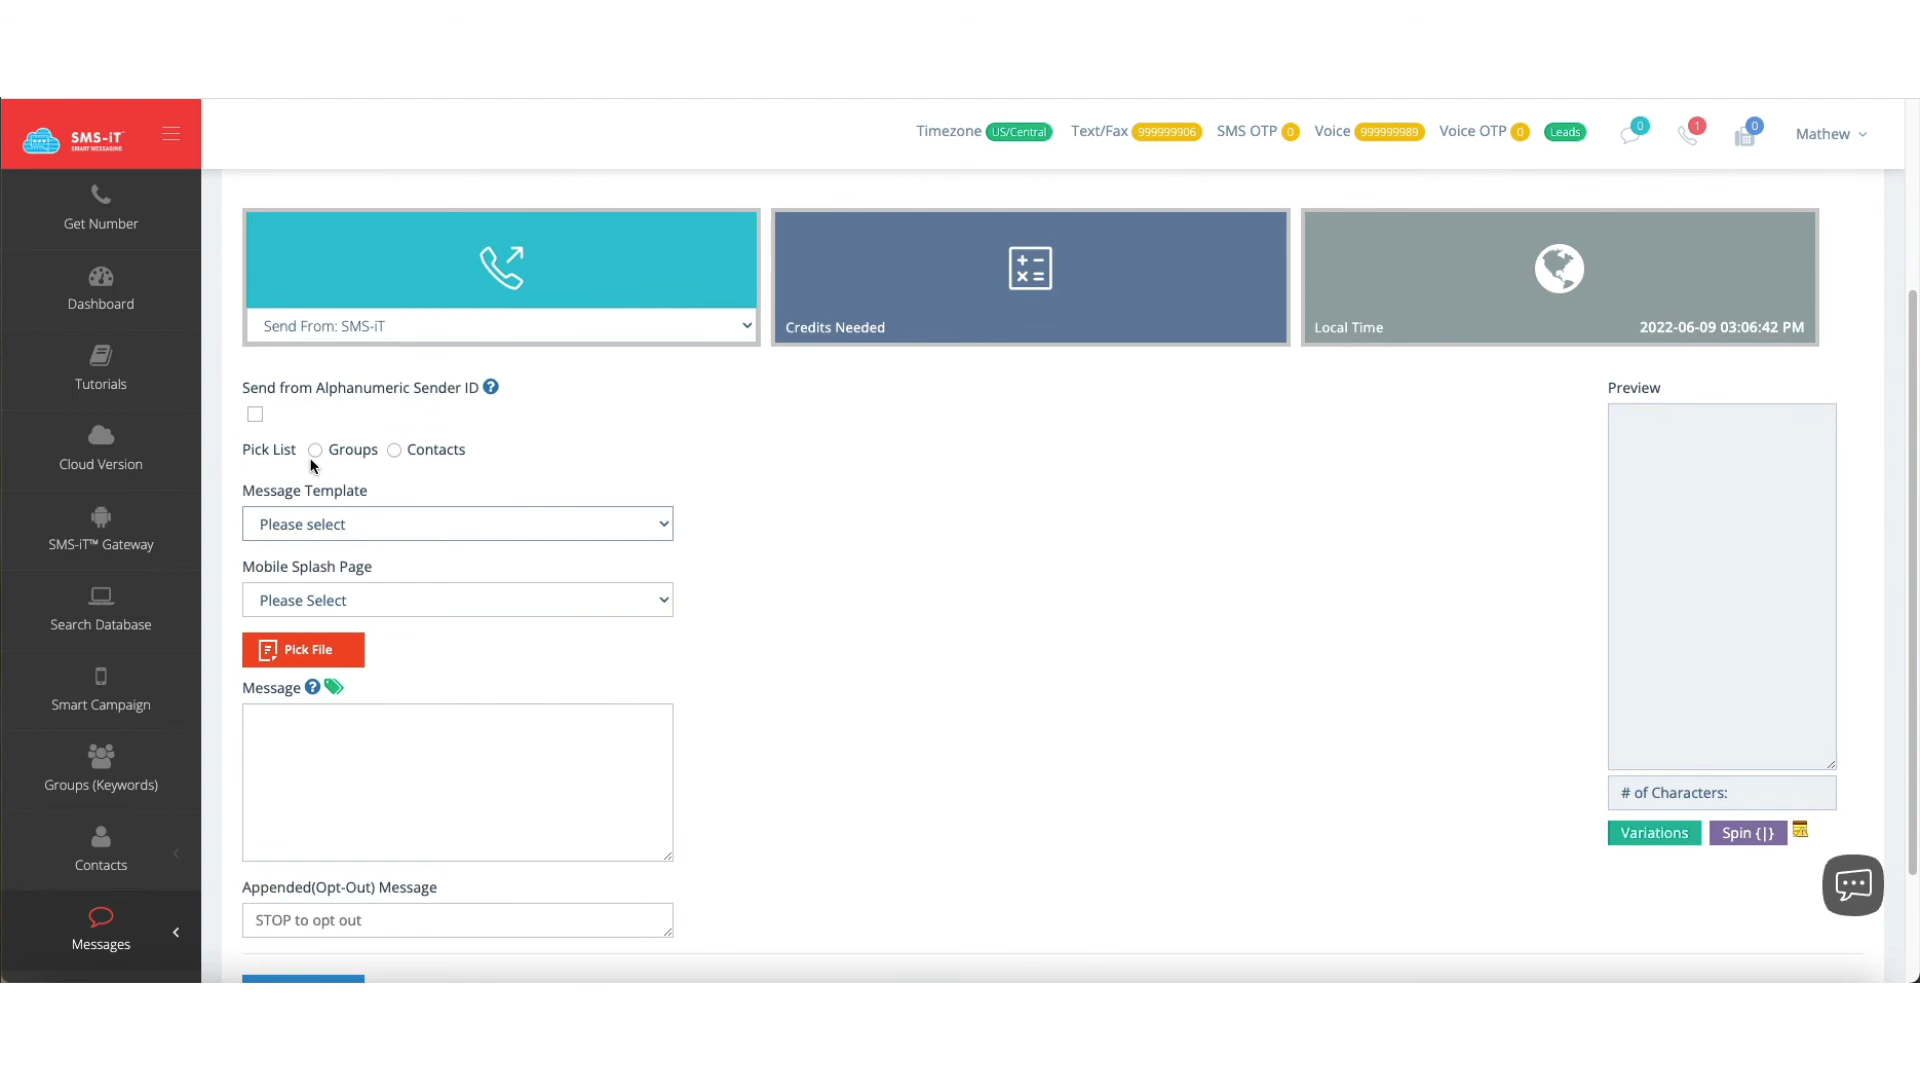 SMS-iT
SMART MESSAGING
Timezone US/Central Text/Fax 999999906 SMS OTP 0 Voice 999999989 Voice OTP 0 Leads 0 1 0 Mathew
Get Number
Dashboard
Tutorials
Cloud Version
SMS-iT™ Gateway
Search Database
Smart Campaign
Groups (Keywords)
Contacts
Messages
Send From: SMS-iT
Credits Needed
Local Time 2022-06-09 03:06:42 PM
Send from Alphanumeric Sender ID ?
Pick List Groups Contacts
Message Template
Please select
Mobile Splash Page
Please Select
Pick File
Message ?
Appended(Opt-Out) Message
STOP to opt out
Preview
# of Characters:
Variations Spin {|}